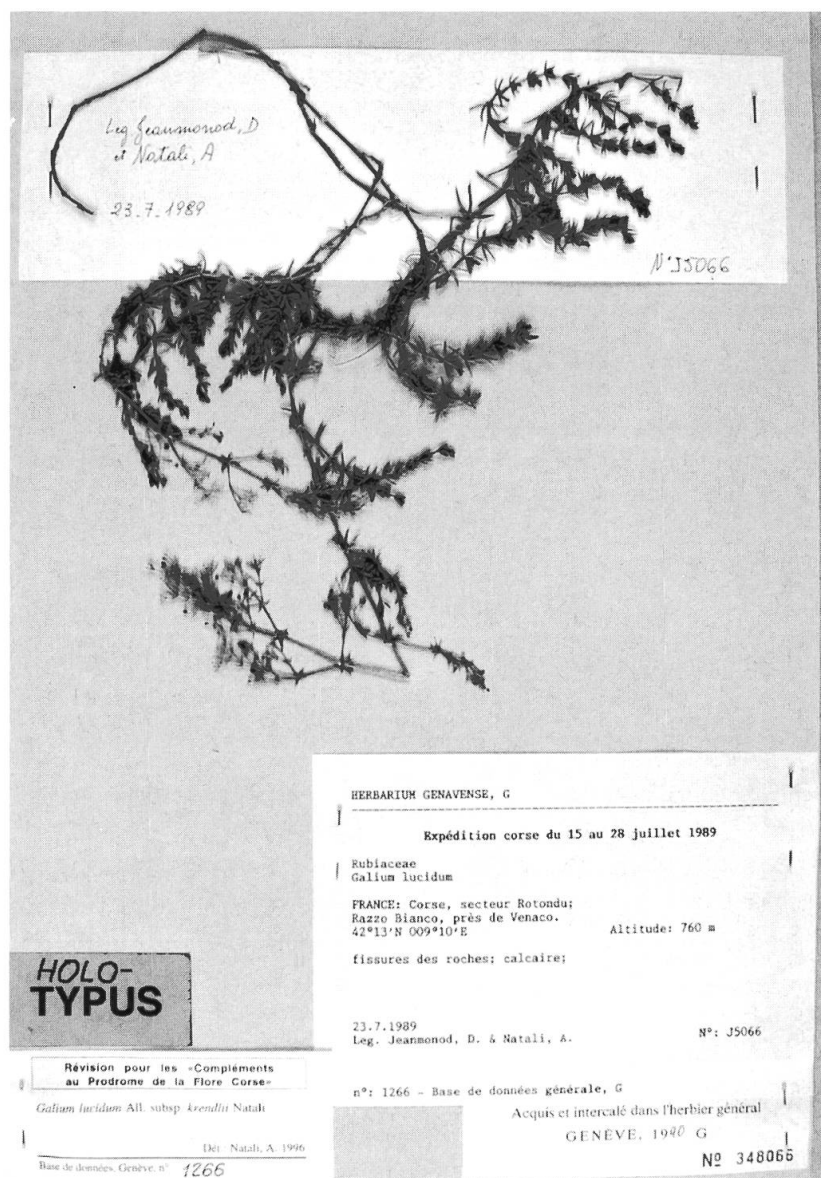 Leg Jeanmonod, D
et Natali, A
23.7.1989
N°J5066
HERBARIUM GENAVENSE, G
Expédition corse du 15 au 28 juillet 1989
Rubiaceae
Galium lucidum
FRANCE: Corse, secteur Rotondu;
Razzo Bianco, près de Venaco.
42°13'N 009°10'E Altitude: 760 m
fissures des roches; calcaire;
23.7.1989
Leg. Jeanmonod, D. & Natali, A. N°: J5066
n°: 1266 - Base de données générale, G
Acquis et intercalé dans l'herbier général
GENÈVE, 1990 G
Nº 348066
HOLO-
TYPUS
Révision pour les «Compléments
au Prodrome de la Flore Corse»
Galium lucidum All. subsp. krendlii Natali
Dét. Natali, A. 1996
Base de données, Genève, n° 1266